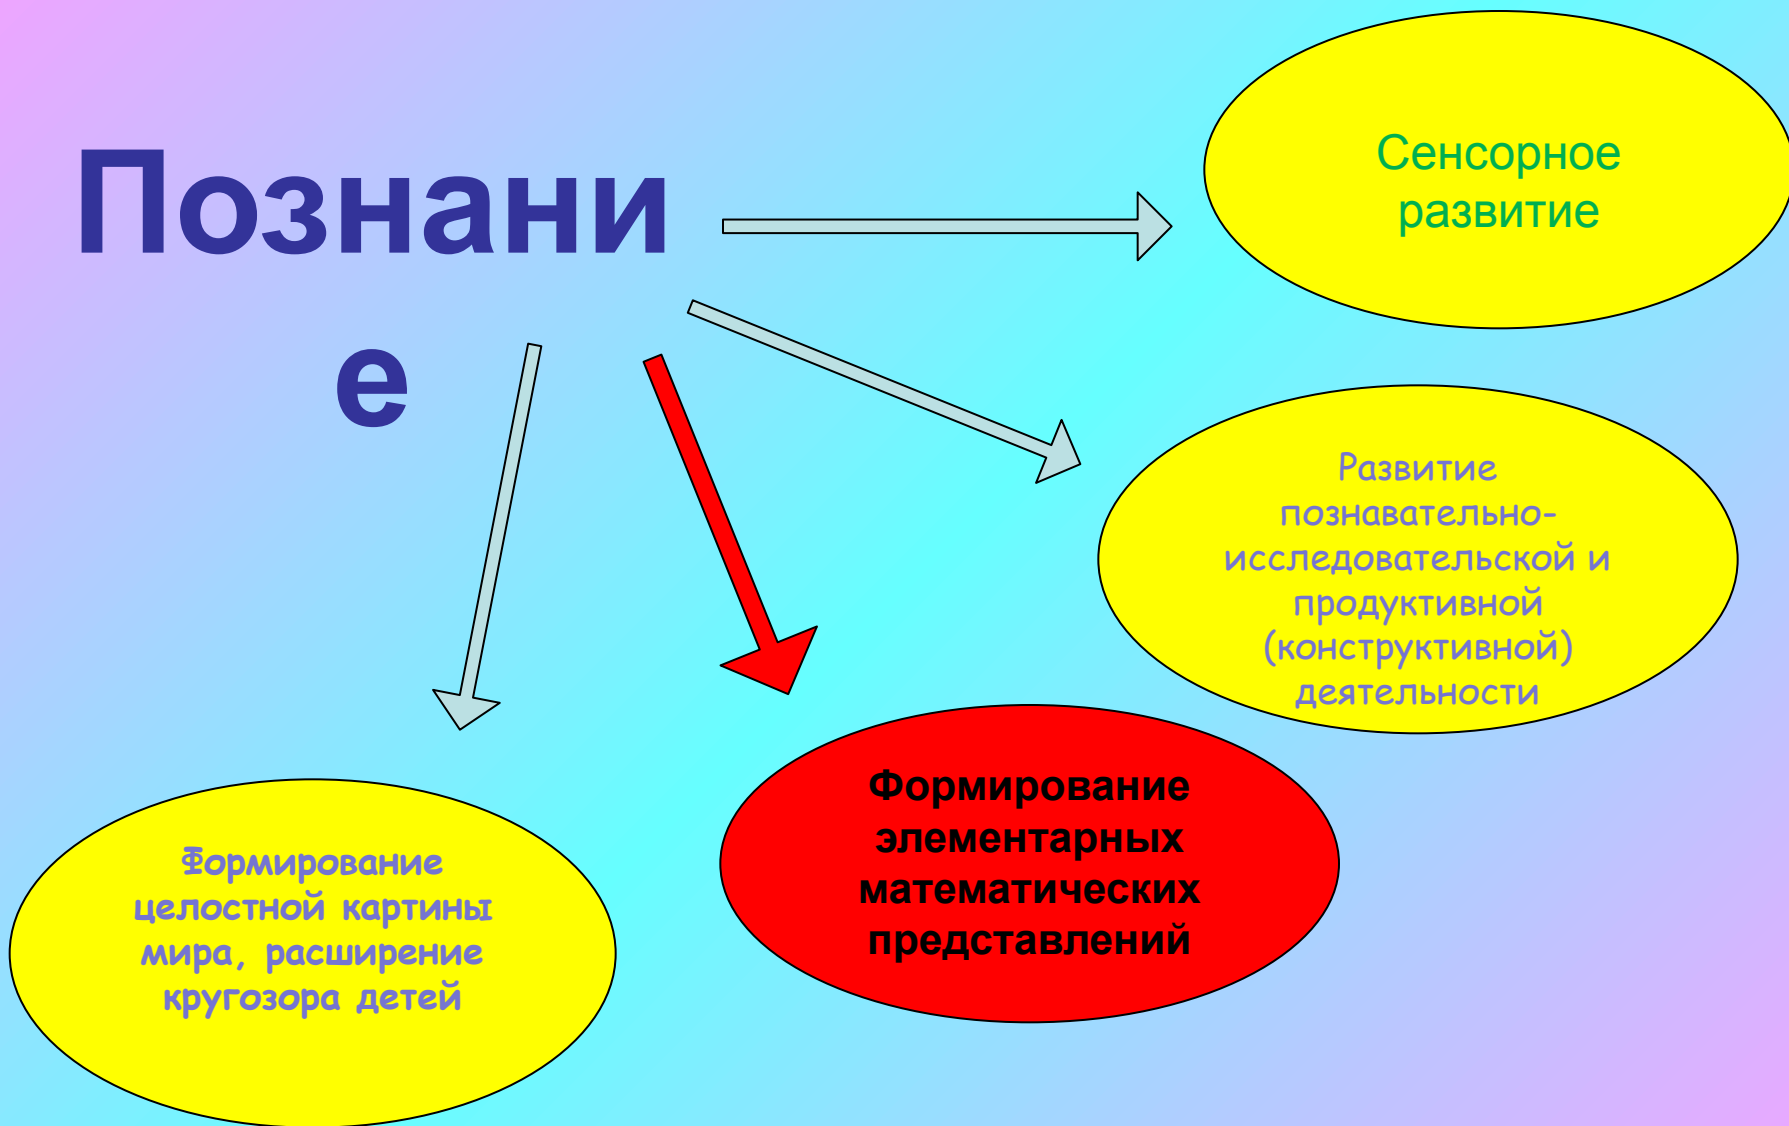 Познани
е
Сенсорное
развитие
Развитие
познавательно-
исследовательской и
продуктивной
(конструктивной)
деятельности
Формирование
элементарных
математических
представлений
Формирование
целостной картины
мира, расширение
кругозора детей